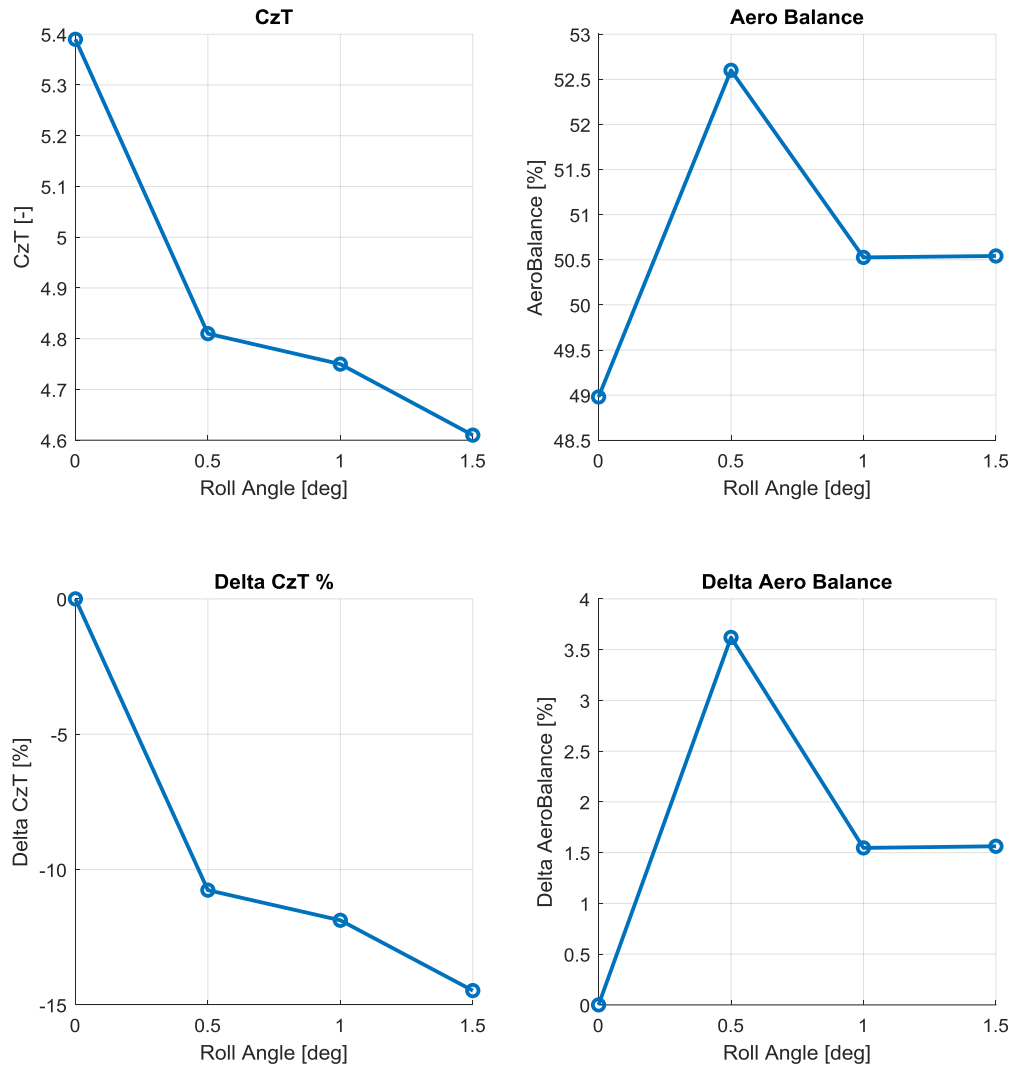 CzT
5.4
5.3
5.2
5.1
5
4.9
4.8
4.7
4.6
CzT [-]
0 0.5 1 1.5
Roll Angle [deg]
Aero Balance
53
52.5
52
51.5
51
50.5
50
49.5
49
48.5
AeroBalance [%]
0 0.5 1 1.5
Roll Angle [deg]
Delta CzT %
0
-5
-10
-15
Delta CzT [%]
0 0.5 1 1.5
Roll Angle [deg]
Delta Aero Balance
4
3.5
3
2.5
2
1.5
1
0.5
0
Delta AeroBalance [%]
0 0.5 1 1.5
Roll Angle [deg]